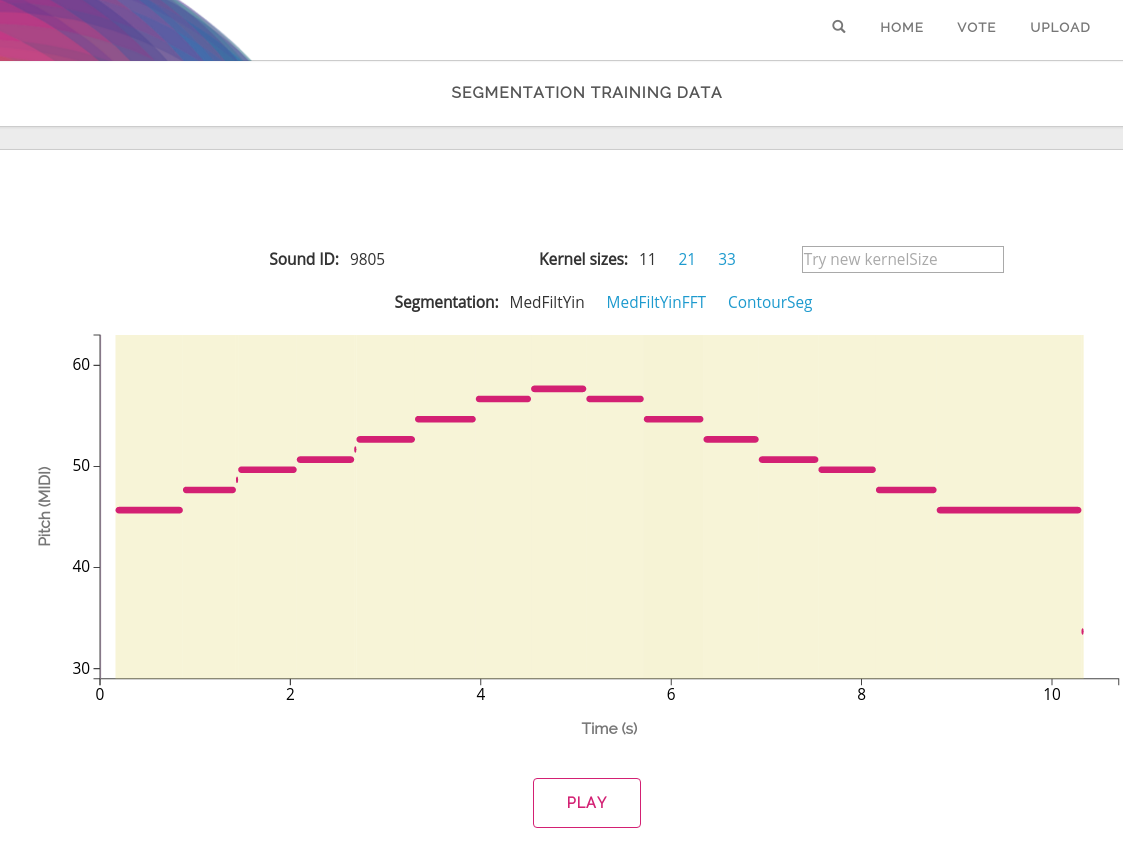 HOME VOTE UPLOAD
SEGMENTATION TRAINING DATA
Sound ID: 9805 Kernel sizes: 11 21 33 Try new kernelSize
Segmentation: MedFiltYin MedFiltYinFFT ContourSeg
60
50
40
30
Pitch (MIDI)
0 2 4 6 8 10
Time (s)
PLAY